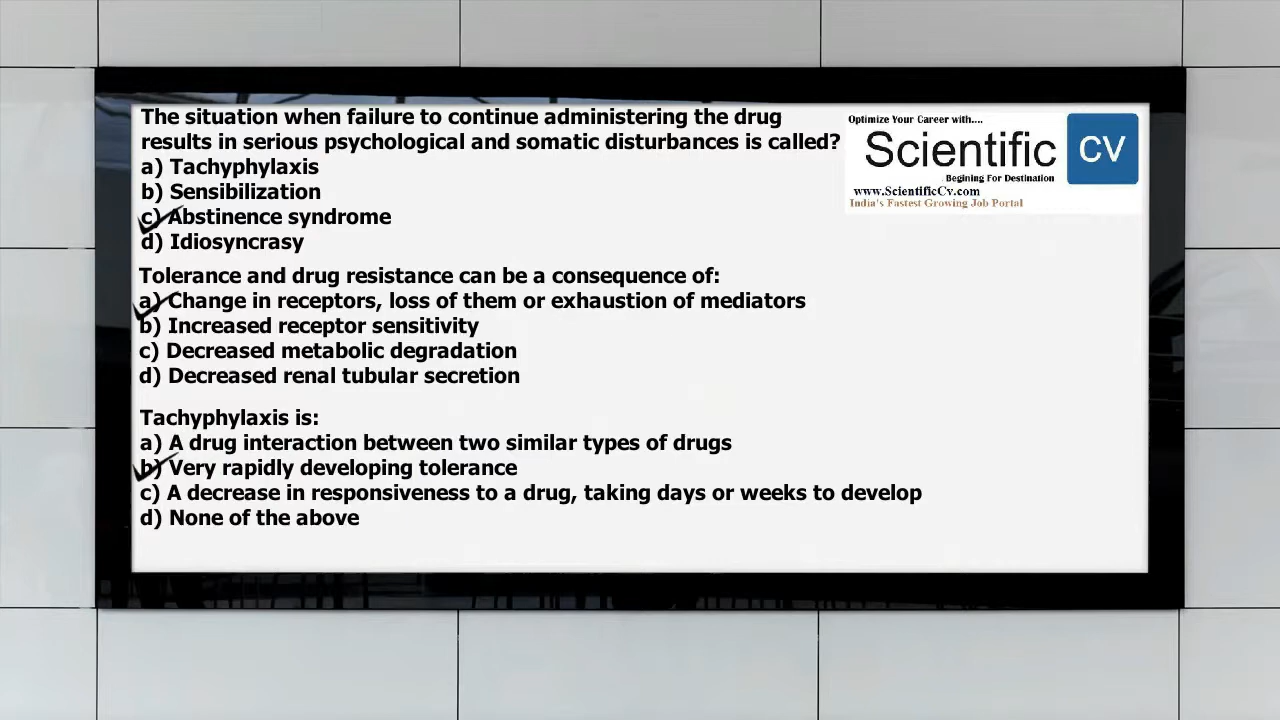 The situation when failure to continue administering the drug
results in serious psychological and somatic disturbances is called?
a) Tachyphylaxis
b) Sensibilization
c) Abstinence syndrome
d) Idiosyncrasy
Optimize Your Career with....
Scientific CV
Begining For Destination
www.ScientificCv.com
India's Fastest Growing Job Portal
Tolerance and drug resistance can be a consequence of:
a) Change in receptors, loss of them or exhaustion of mediators
b) Increased receptor sensitivity
c) Decreased metabolic degradation
d) Decreased renal tubular secretion
Tachyphylaxis is:
a) A drug interaction between two similar types of drugs
b) Very rapidly developing tolerance
c) A decrease in responsiveness to a drug, taking days or weeks to develop
d) None of the above